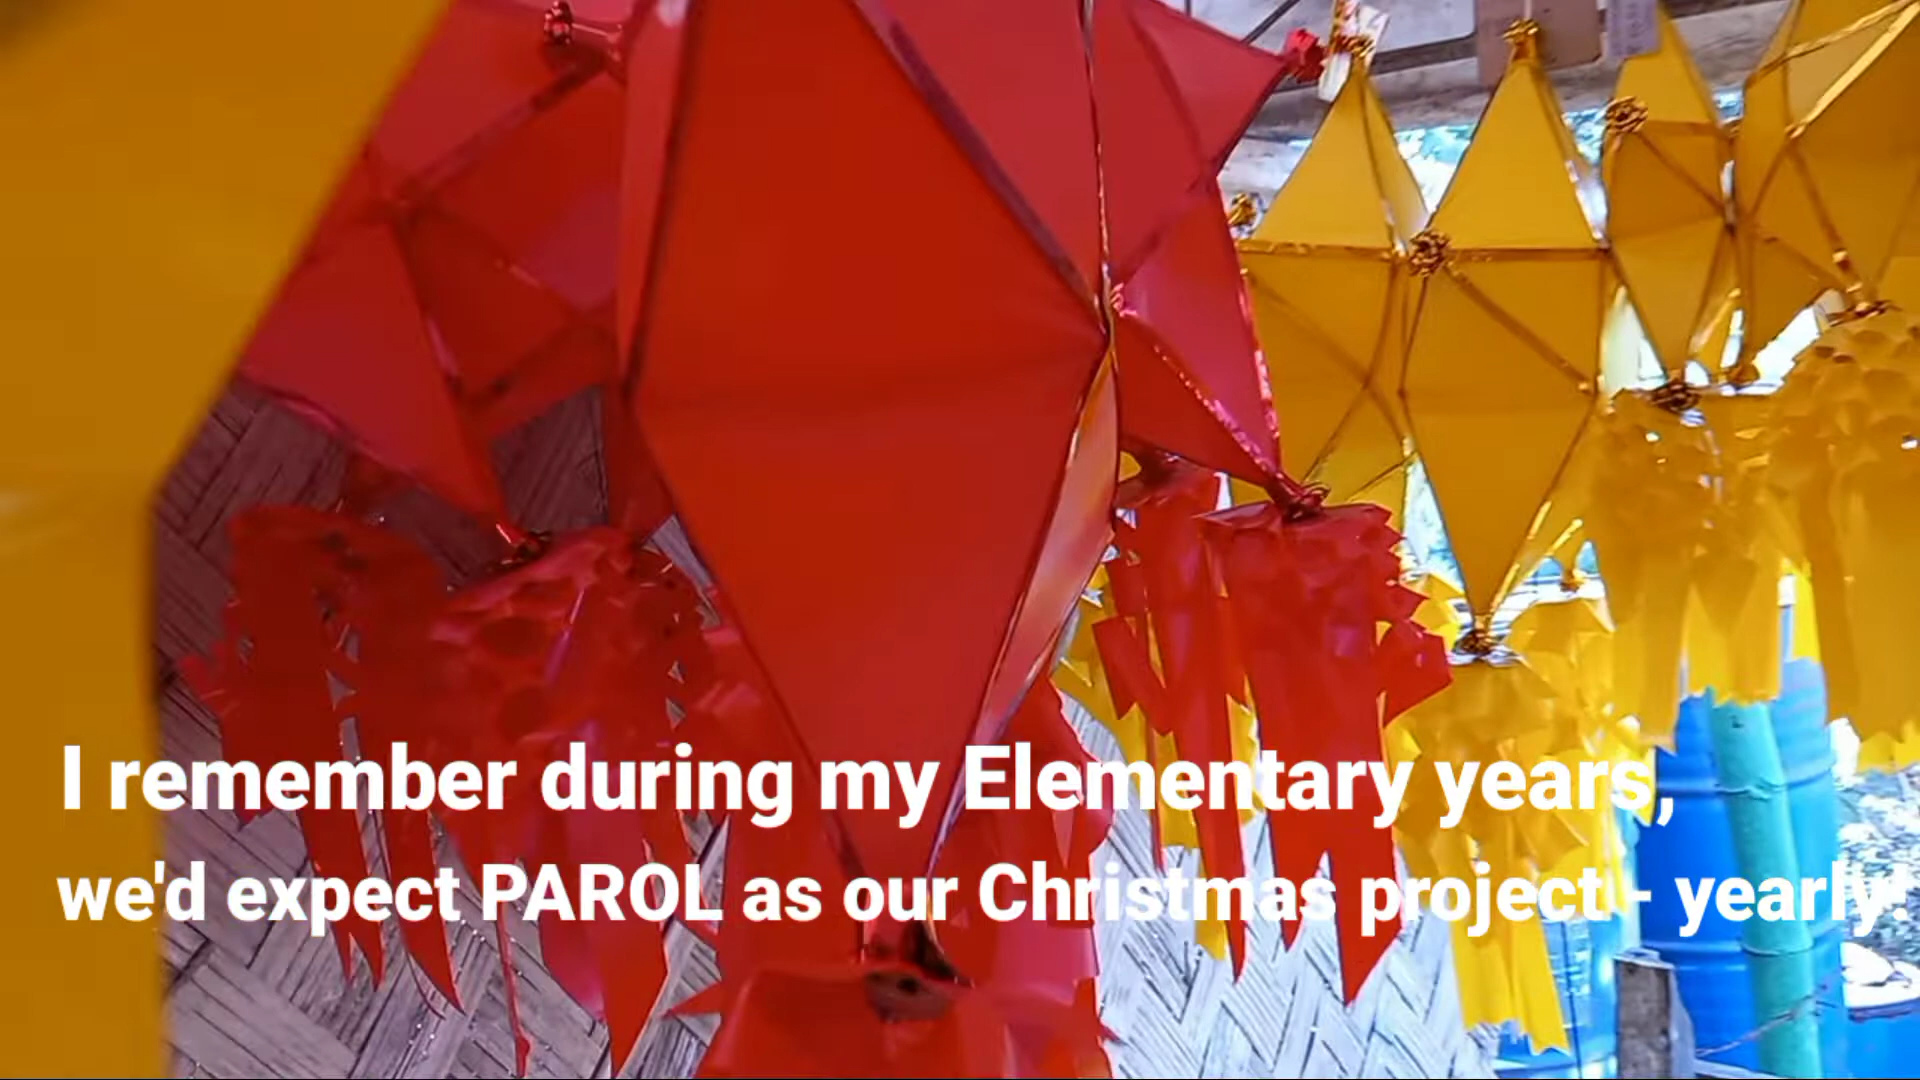 I remember during my Elementary years,
we'd expect PAROL as our Christmas project - yearly!